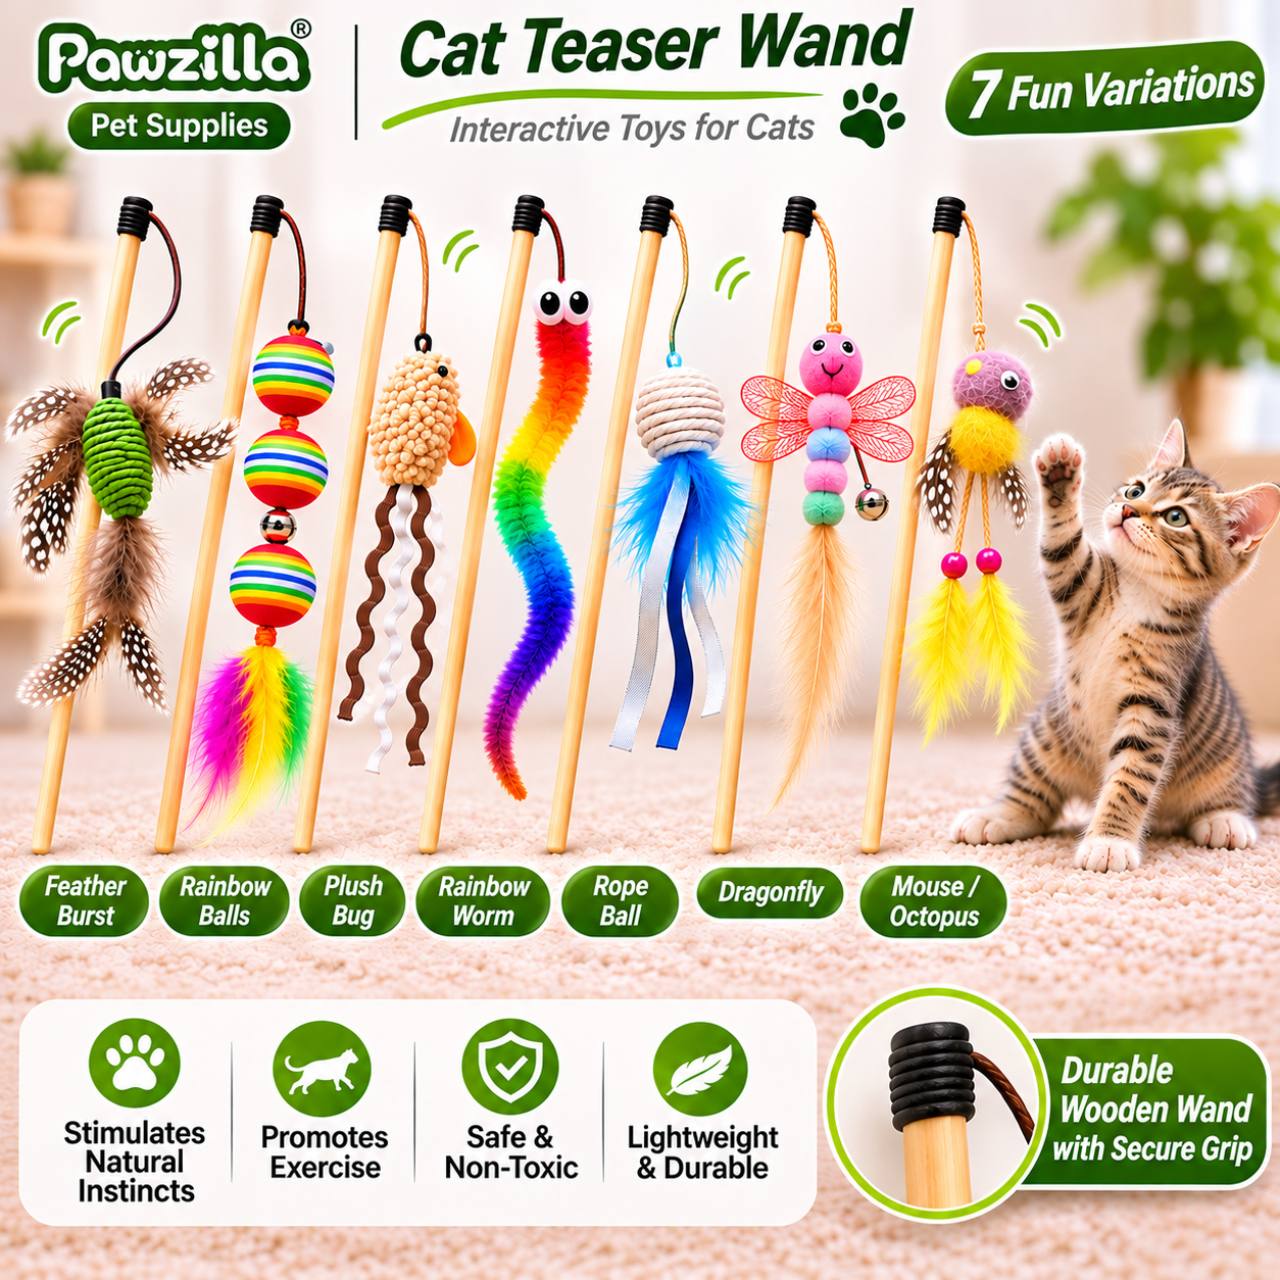 Pawzilla®
Pet Supplies
Cat Teaser Wand
Interactive Toys for Cats
7 Fun Variations
Feather
Burst
Rainbow
Balls
Plush
Bug
Rainbow
Worm
Rope
Ball
Dragonfly
Mouse /
Octopus
Stimulates
Natural
Instincts
Promotes
Exercise
Safe &
Non-Toxic
Lightweight
& Durable
Durable
Wooden Wand
with Secure Grip